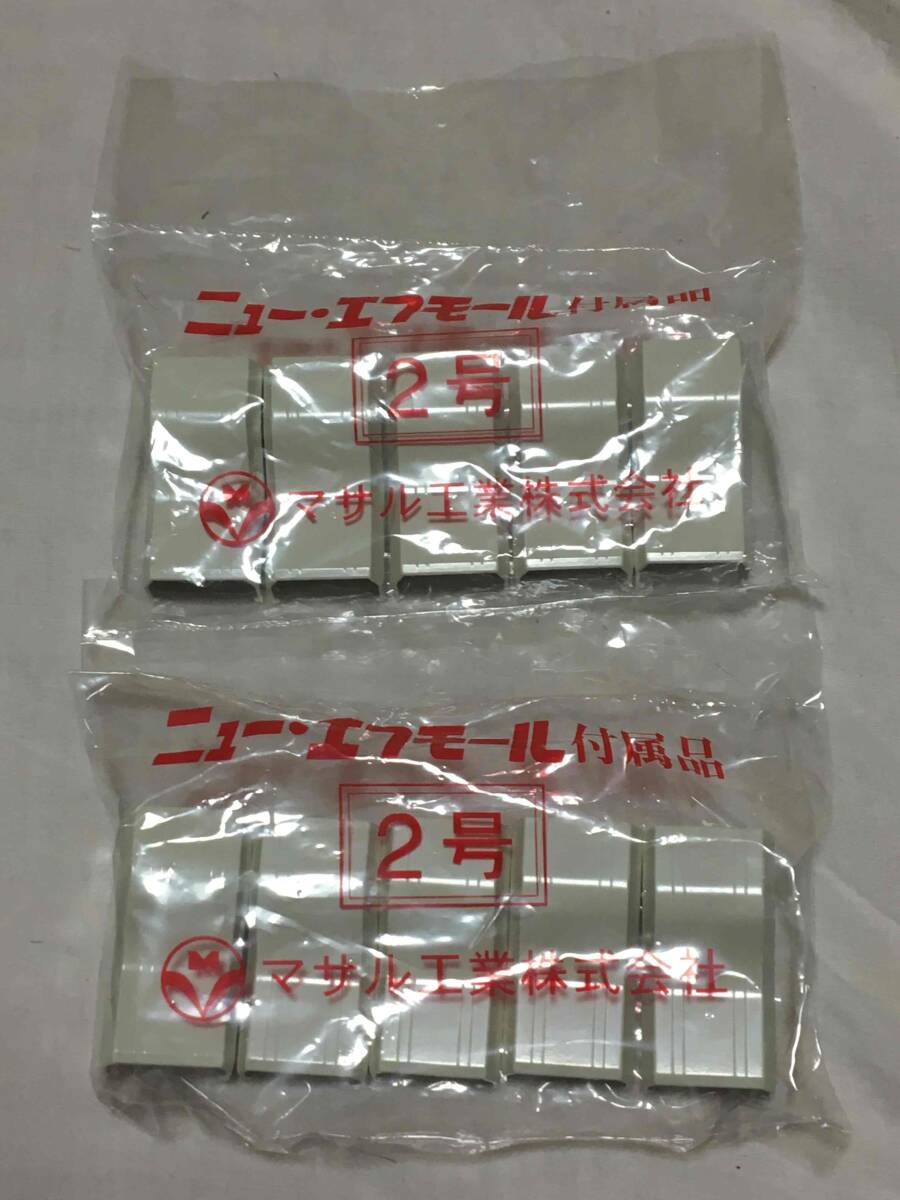 ニュー・エフモール付属品
2号
マサル工業株式会社
ニュー・エフモール付属品
2号
M マサル工業株式会社